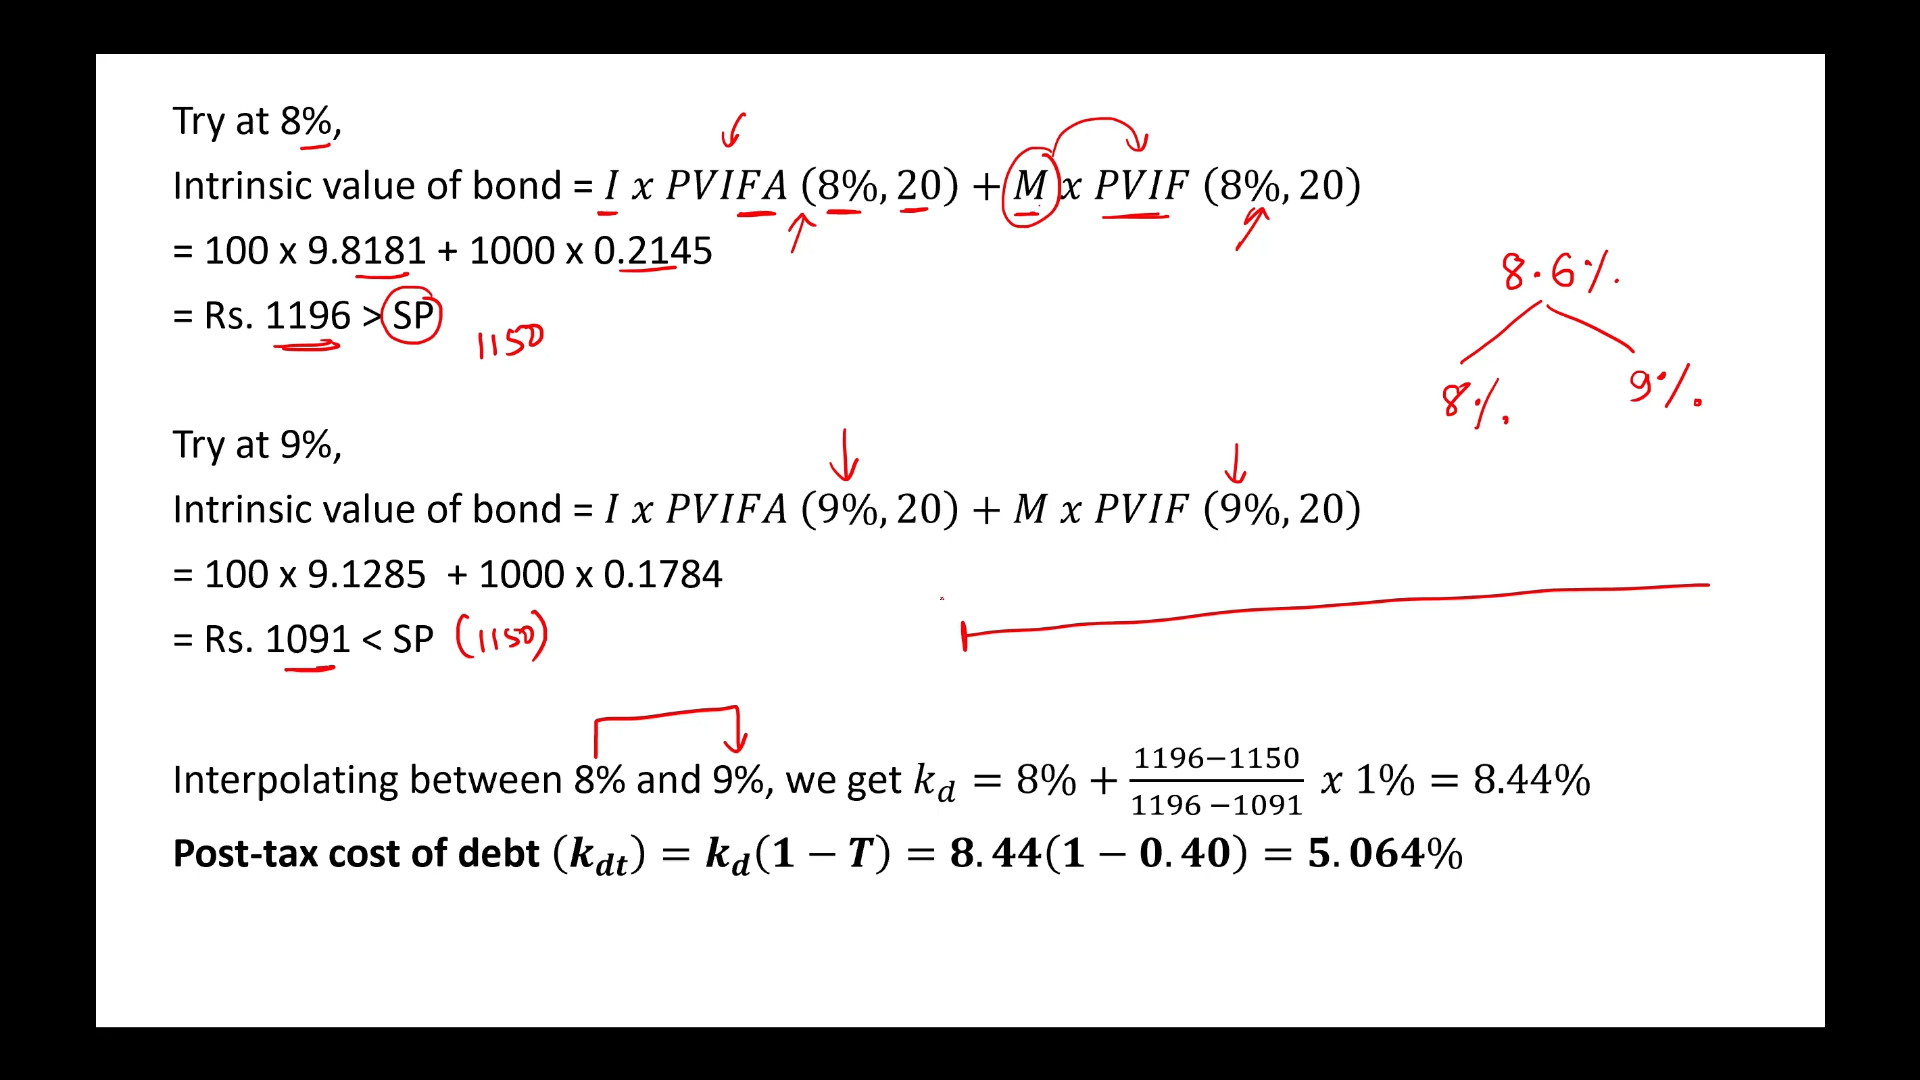 Try at 8%,
Intrinsic value of bond = I x PVIFA (8%, 20) + M x PVIF (8%, 20)
= 100 x 9.8181 + 1000 x 0.2145
8.6%.
= Rs. 1196 > SP
1150
8%. 9%.
Try at 9%,
Intrinsic value of bond = I x PVIFA (9%, 20) + M x PVIF (9%, 20)
= 100 x 9.1285 + 1000 x 0.1784
= Rs. 1091 < SP (1150)
Interpolating between 8% and 9%, we get k_d = 8% + (1196−1150)/(1196−1091) x 1% = 8.44%
Post-tax cost of debt (k_dt) = k_d(1 − T) = 8.44(1 − 0.40) = 5.064%